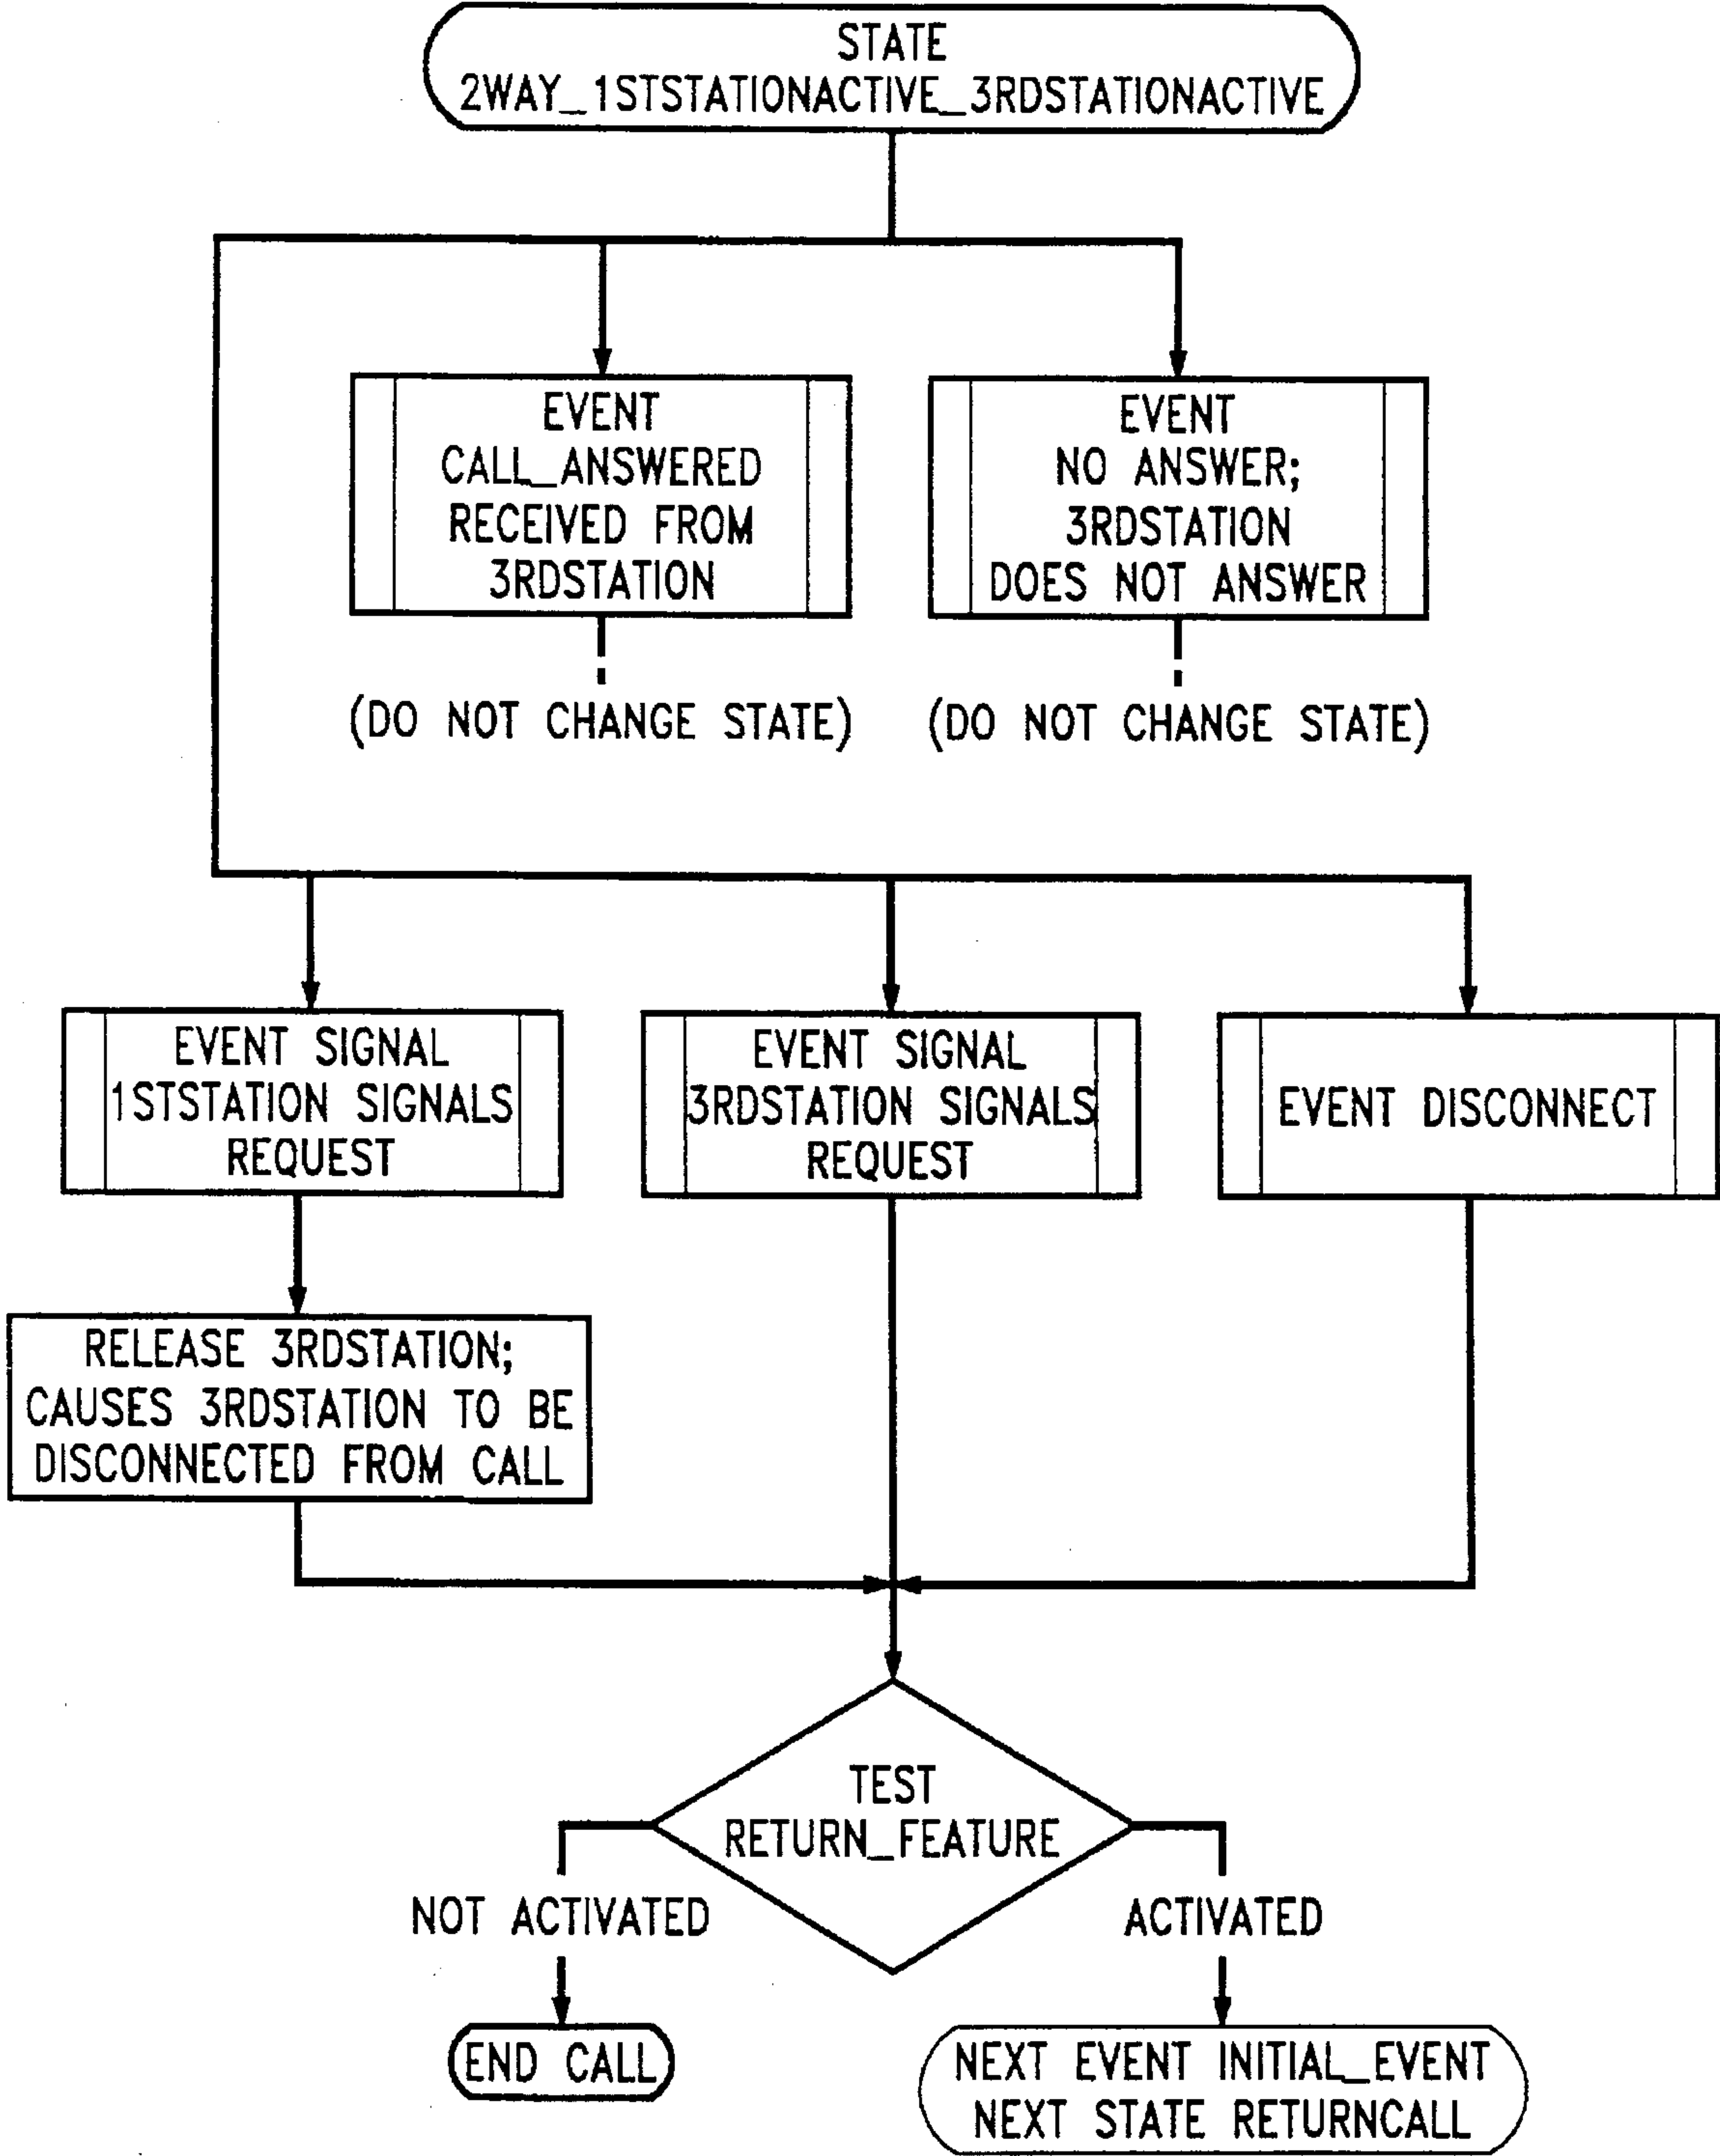 STATE
2WAY_1STSTATIONACTIVE_3RDSTATIONACTIVE
EVENT
CALL_ANSWERED
RECEIVED FROM
3RDSTATION
EVENT
NO ANSWER;
3RDSTATION
DOES NOT ANSWER
(DO NOT CHANGE STATE)
(DO NOT CHANGE STATE)
EVENT SIGNAL
1STSTATION SIGNALS
REQUEST
EVENT SIGNAL
3RDSTATION SIGNALS
REQUEST
EVENT DISCONNECT
RELEASE 3RDSTATION;
CAUSES 3RDSTATION TO BE
DISCONNECTED FROM CALL
TEST
RETURN_FEATURE
NOT ACTIVATED
ACTIVATED
END CALL
NEXT EVENT INITIAL_EVENT
NEXT STATE RETURNCALL